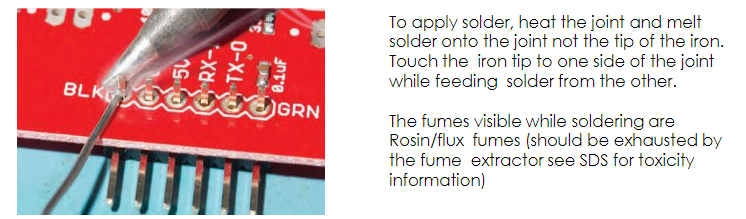 BLK
5V
RX-
TX-O
3.
0.1uF
GRN
To apply solder, heat the joint and melt
solder onto the joint not the tip of the iron.
Touch the iron tip to one side of the joint
while feeding solder from the other.
The fumes visible while soldering are
Rosin/flux fumes (should be exhausted by
the fume extractor see SDS for toxicity
information)